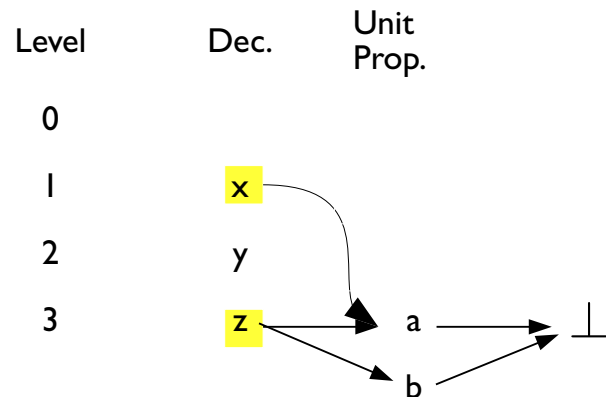 Level Dec. Unit
Prop.
0
1 x
2 y
3 z a ⊥
b